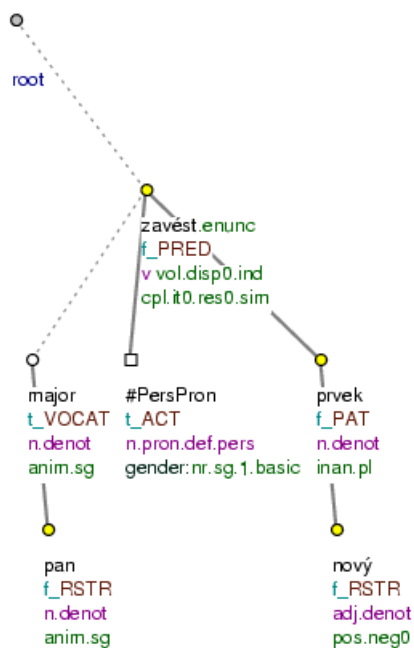 root
zavést.enunc
f_PRED
v vol.disp0.ind
cpl.it0.res0.sim
major
t_VOCAT
n.denot
anim.sg
#PersPron
t_ACT
n.pron.def.pers
gender:nr.sg.1.basic
prvek
f_PAT
n.denot
inan.pl
pan
f_RSTR
n.denot
anim.sg
nový
f_RSTR
adj.denot
pos.neg0